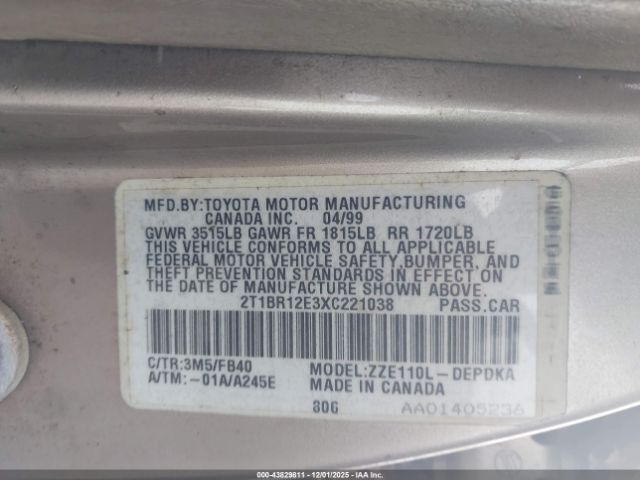 MFD.BY:TOYOTA MOTOR MANUFACTURING
CANADA INC. 04/99
GVWR 3515LB GAWR FR 1815LB RR 1720LB
THIS VEHICLE CONFORMS TO ALL APPLICABLE
FEDERAL MOTOR VEHICLE SAFETY,BUMPER, AND
THEFT PREVENTION STANDARDS IN EFFECT ON
THE DATE OF MANUFACTURE SHOWN ABOVE.
2T1BR12E3XC221038 PASS.CAR
C/TR:3M5/FB40 MODEL:ZZE110L-DEPDKA
A/TM:-01A/A245E MADE IN CANADA
80G AA01405236
000-43829811 - 12/01/2025 - IAAI.COM